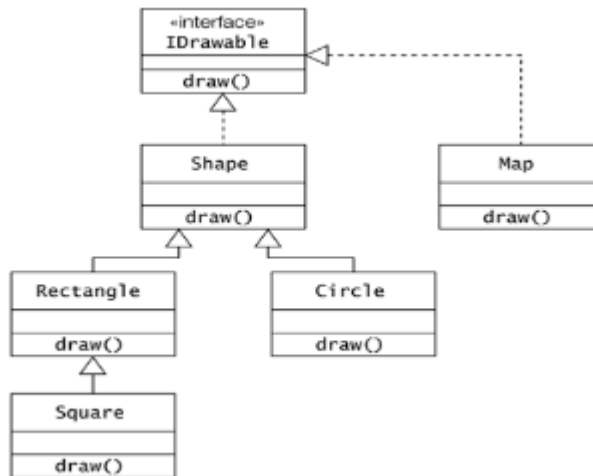 «interface»
IDrawable
draw()
Shape
draw()
Map
draw()
Rectangle
draw()
Circle
draw()
Square
draw()